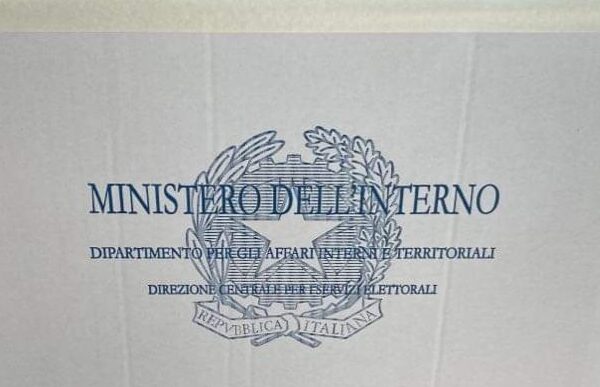 MINISTERO DELL'INTERNO
DIPARTIMENTO PER GLI AFFARI INTERNI E TERRITORIALI
DIREZIONE CENTRALE PER I SERVIZI ELETTORALI
REPVBBLICA ITALIANA